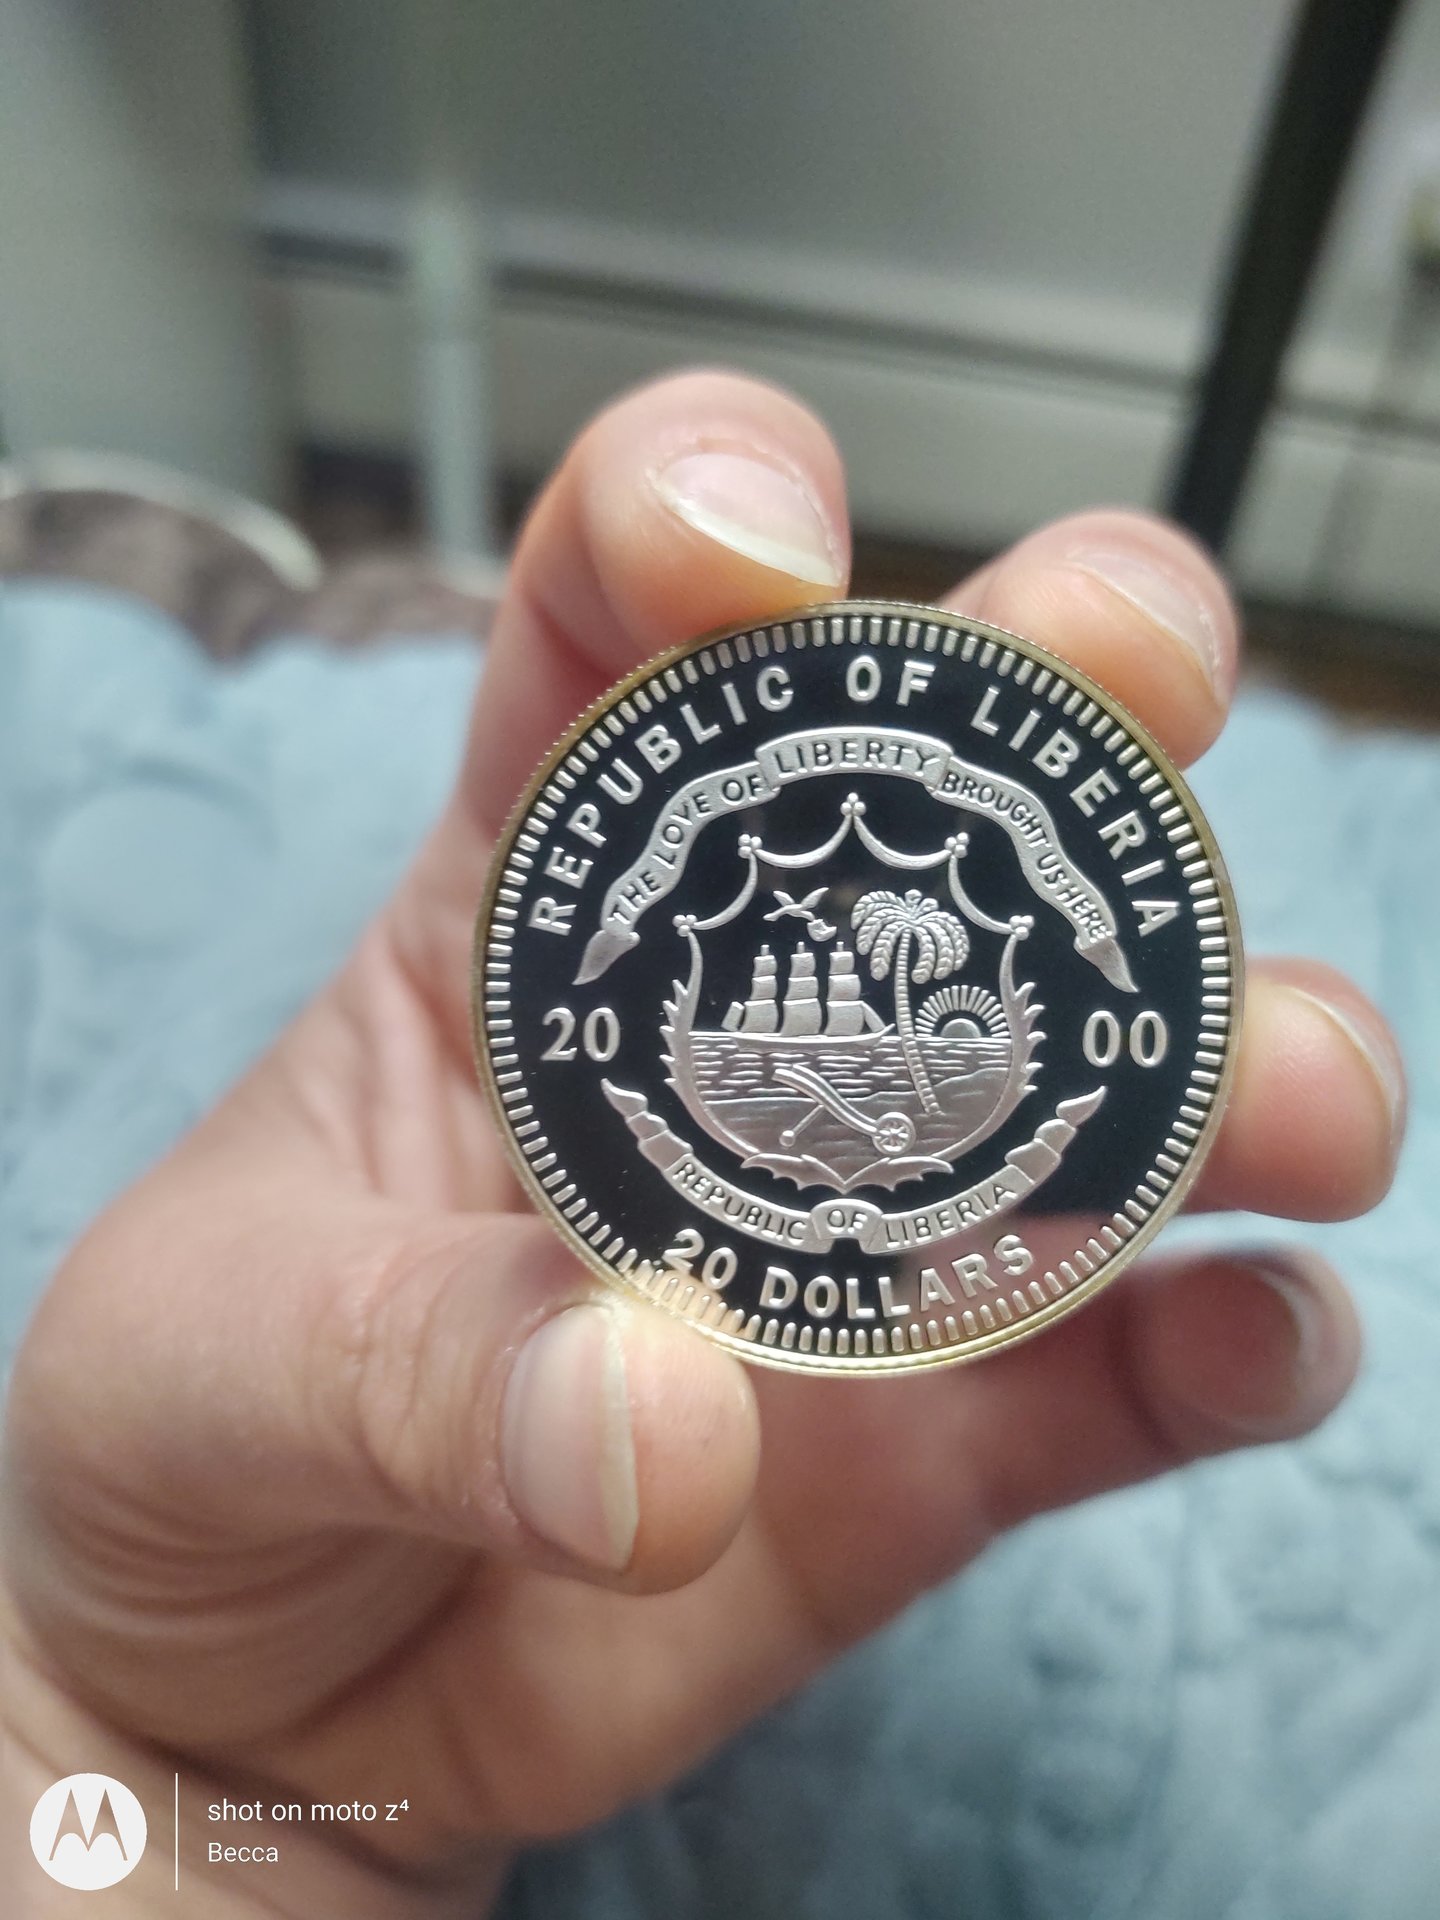 REPUBLIC OF LIBERIA
THE LOVE OF LIBERTY BROUGHT US HERE
20 00
REPUBLIC OF LIBERIA
20 DOLLARS
shot on moto z⁴
Becca